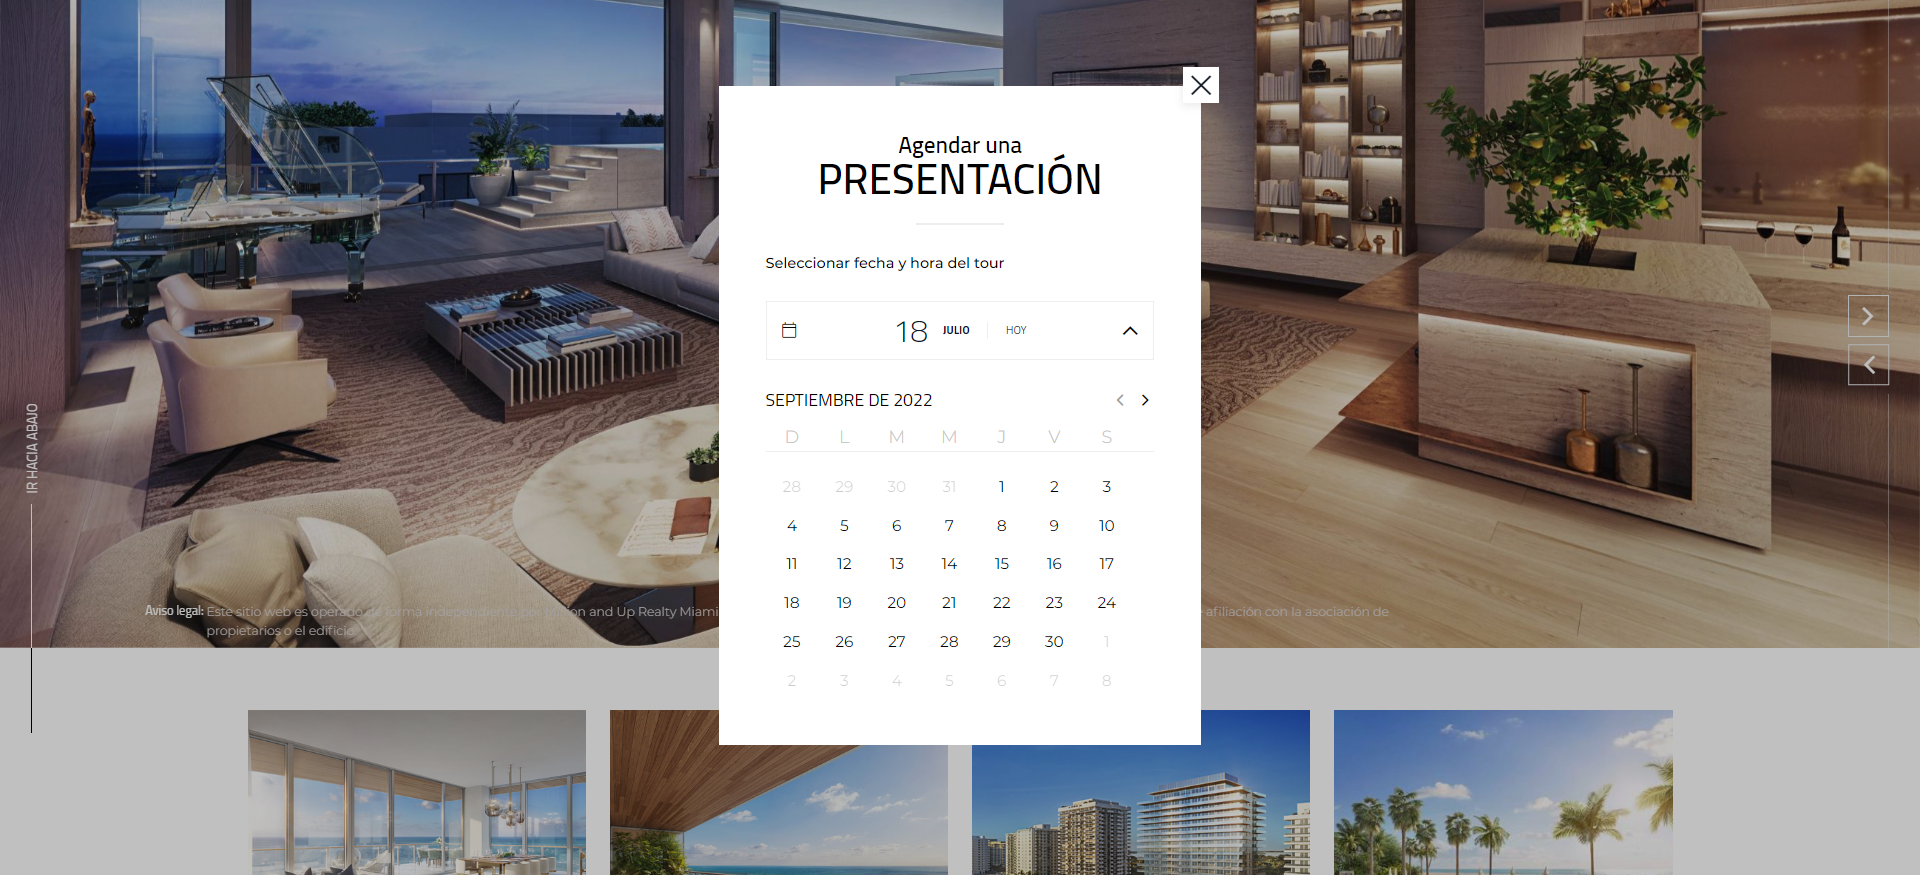 Agendar una
PRESENTACIÓN
Seleccionar fecha y hora del tour
18 JULIO HOY
SEPTIEMBRE DE 2022
D L M M J V S
28 29 30 31 1 2 3
4 5 6 7 8 9 10
11 12 13 14 15 16 17
18 19 20 21 22 23 24
25 26 27 28 29 30 1
2 3 4 5 6 7 8
IR HACIA ABAJO
Aviso legal: Este sitio web es operado de forma independiente por and Up Realty Miami afiliación con la asociación de
propietarios o el edificio